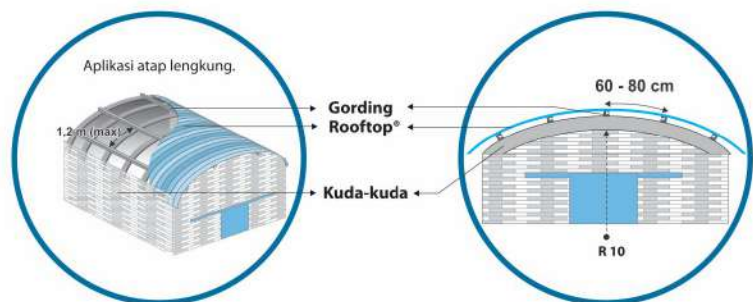 Aplikasi atap lengkung.
1,2 m (max)
Gording
Rooftop®
Kuda-kuda
60 - 80 cm
R 10